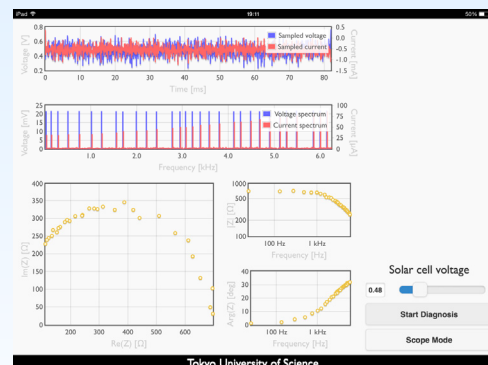 iPad 19:11 50%
Voltage [V] 0.8 0.6 0.4 0.2 Sampled voltage Sampled current 0.5 0.0 -0.5 -1.0 -1.5 Current [mA]
0 10 20 30 40 50 60 70 80
Time [ms]
Voltage [mV] 25 20 15 10 5 0 Voltage spectrum Current spectrum 100 75 50 25 0 Current [μA]
1.0 2.0 3.0 4.0 5.0 6.0
Frequency [kHz]
Im(Z) [Ω] 400 350 300 250 200 150 100 50 0
200 300 400 500 600
Re(Z) [Ω]
|Z| [Ω] 1000 500 200 100
100 Hz 1 kHz
Frequency [Hz]
Arg(Z) [deg] 40 30 20 10 0
100 Hz 1 kHz
Frequency [Hz]
Solar cell voltage
0.48
Start Diagnosis
Scope Mode
Tokyo University of Science